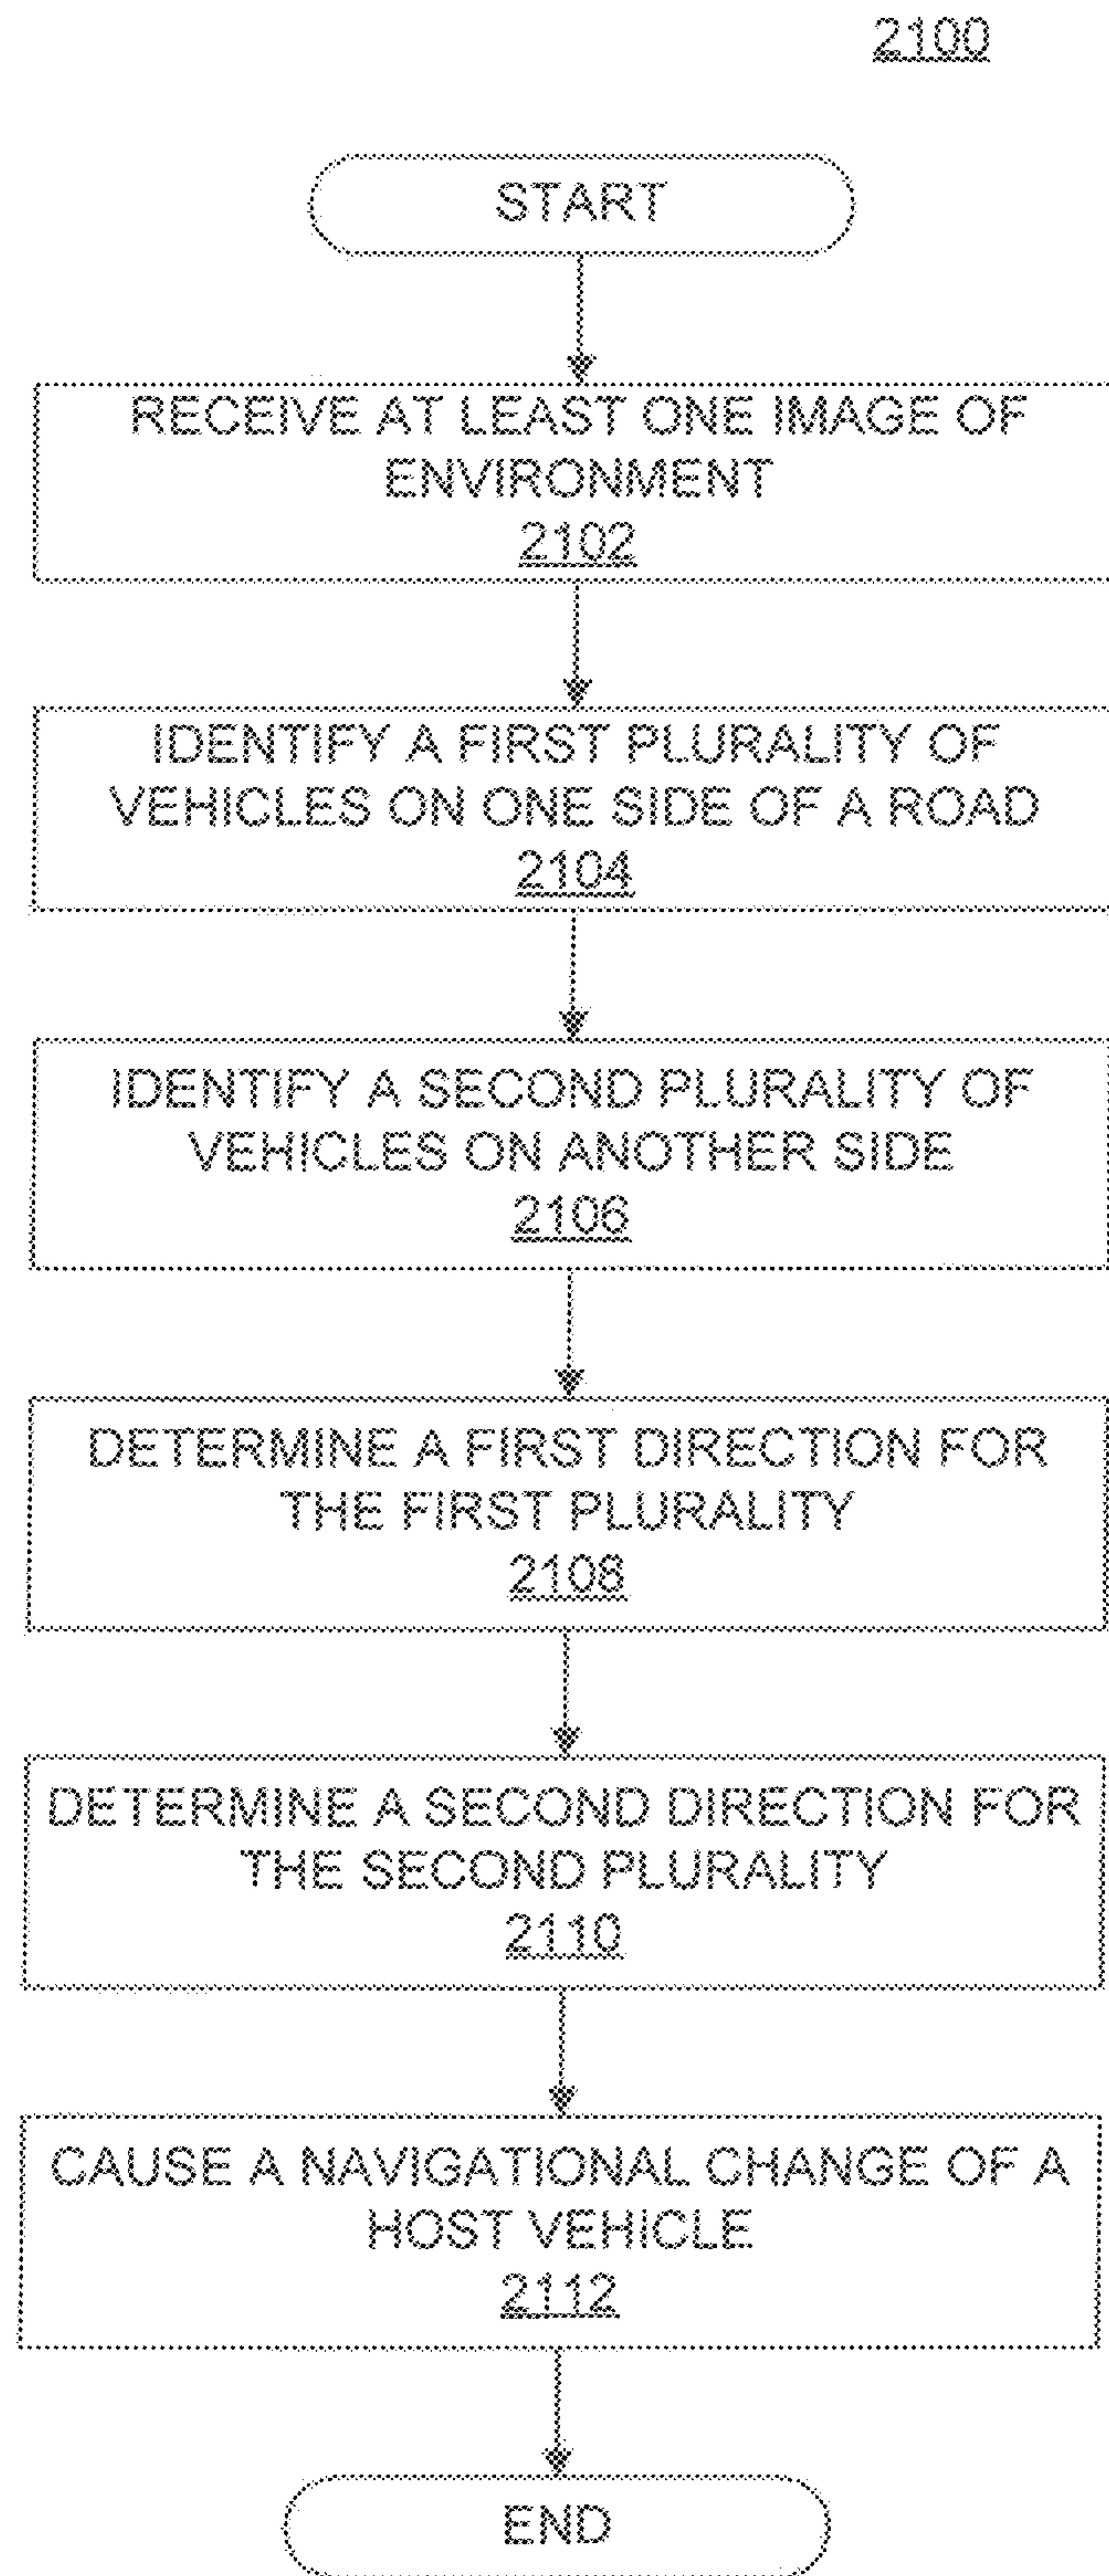 2100
START
RECEIVE AT LEAST ONE IMAGE OF
ENVIRONMENT
2102
IDENTIFY A FIRST PLURALITY OF
VEHICLES ON ONE SIDE OF A ROAD
2104
IDENTIFY A SECOND PLURALITY OF
VEHICLES ON ANOTHER SIDE
2106
DETERMINE A FIRST DIRECTION FOR
THE FIRST PLURALITY
2108
DETERMINE A SECOND DIRECTION FOR
THE SECOND PLURALITY
2110
CAUSE A NAVIGATIONAL CHANGE OF A
HOST VEHICLE
2112
END